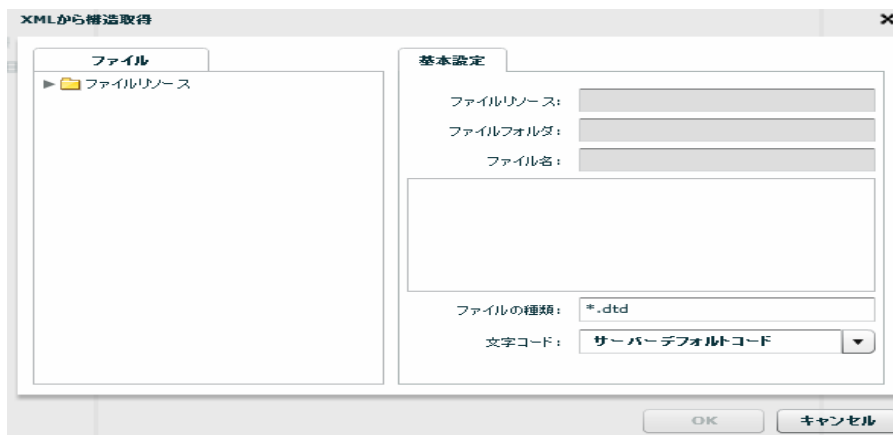 XMLから構造取得
ファイル
ファイルリソース
基本設定
ファイルリソース:
ファイルフォルダ:
ファイル名:
ファイルの種類: *.dtd
文字コード: サーバーデフォルトコード
OK キャンセル